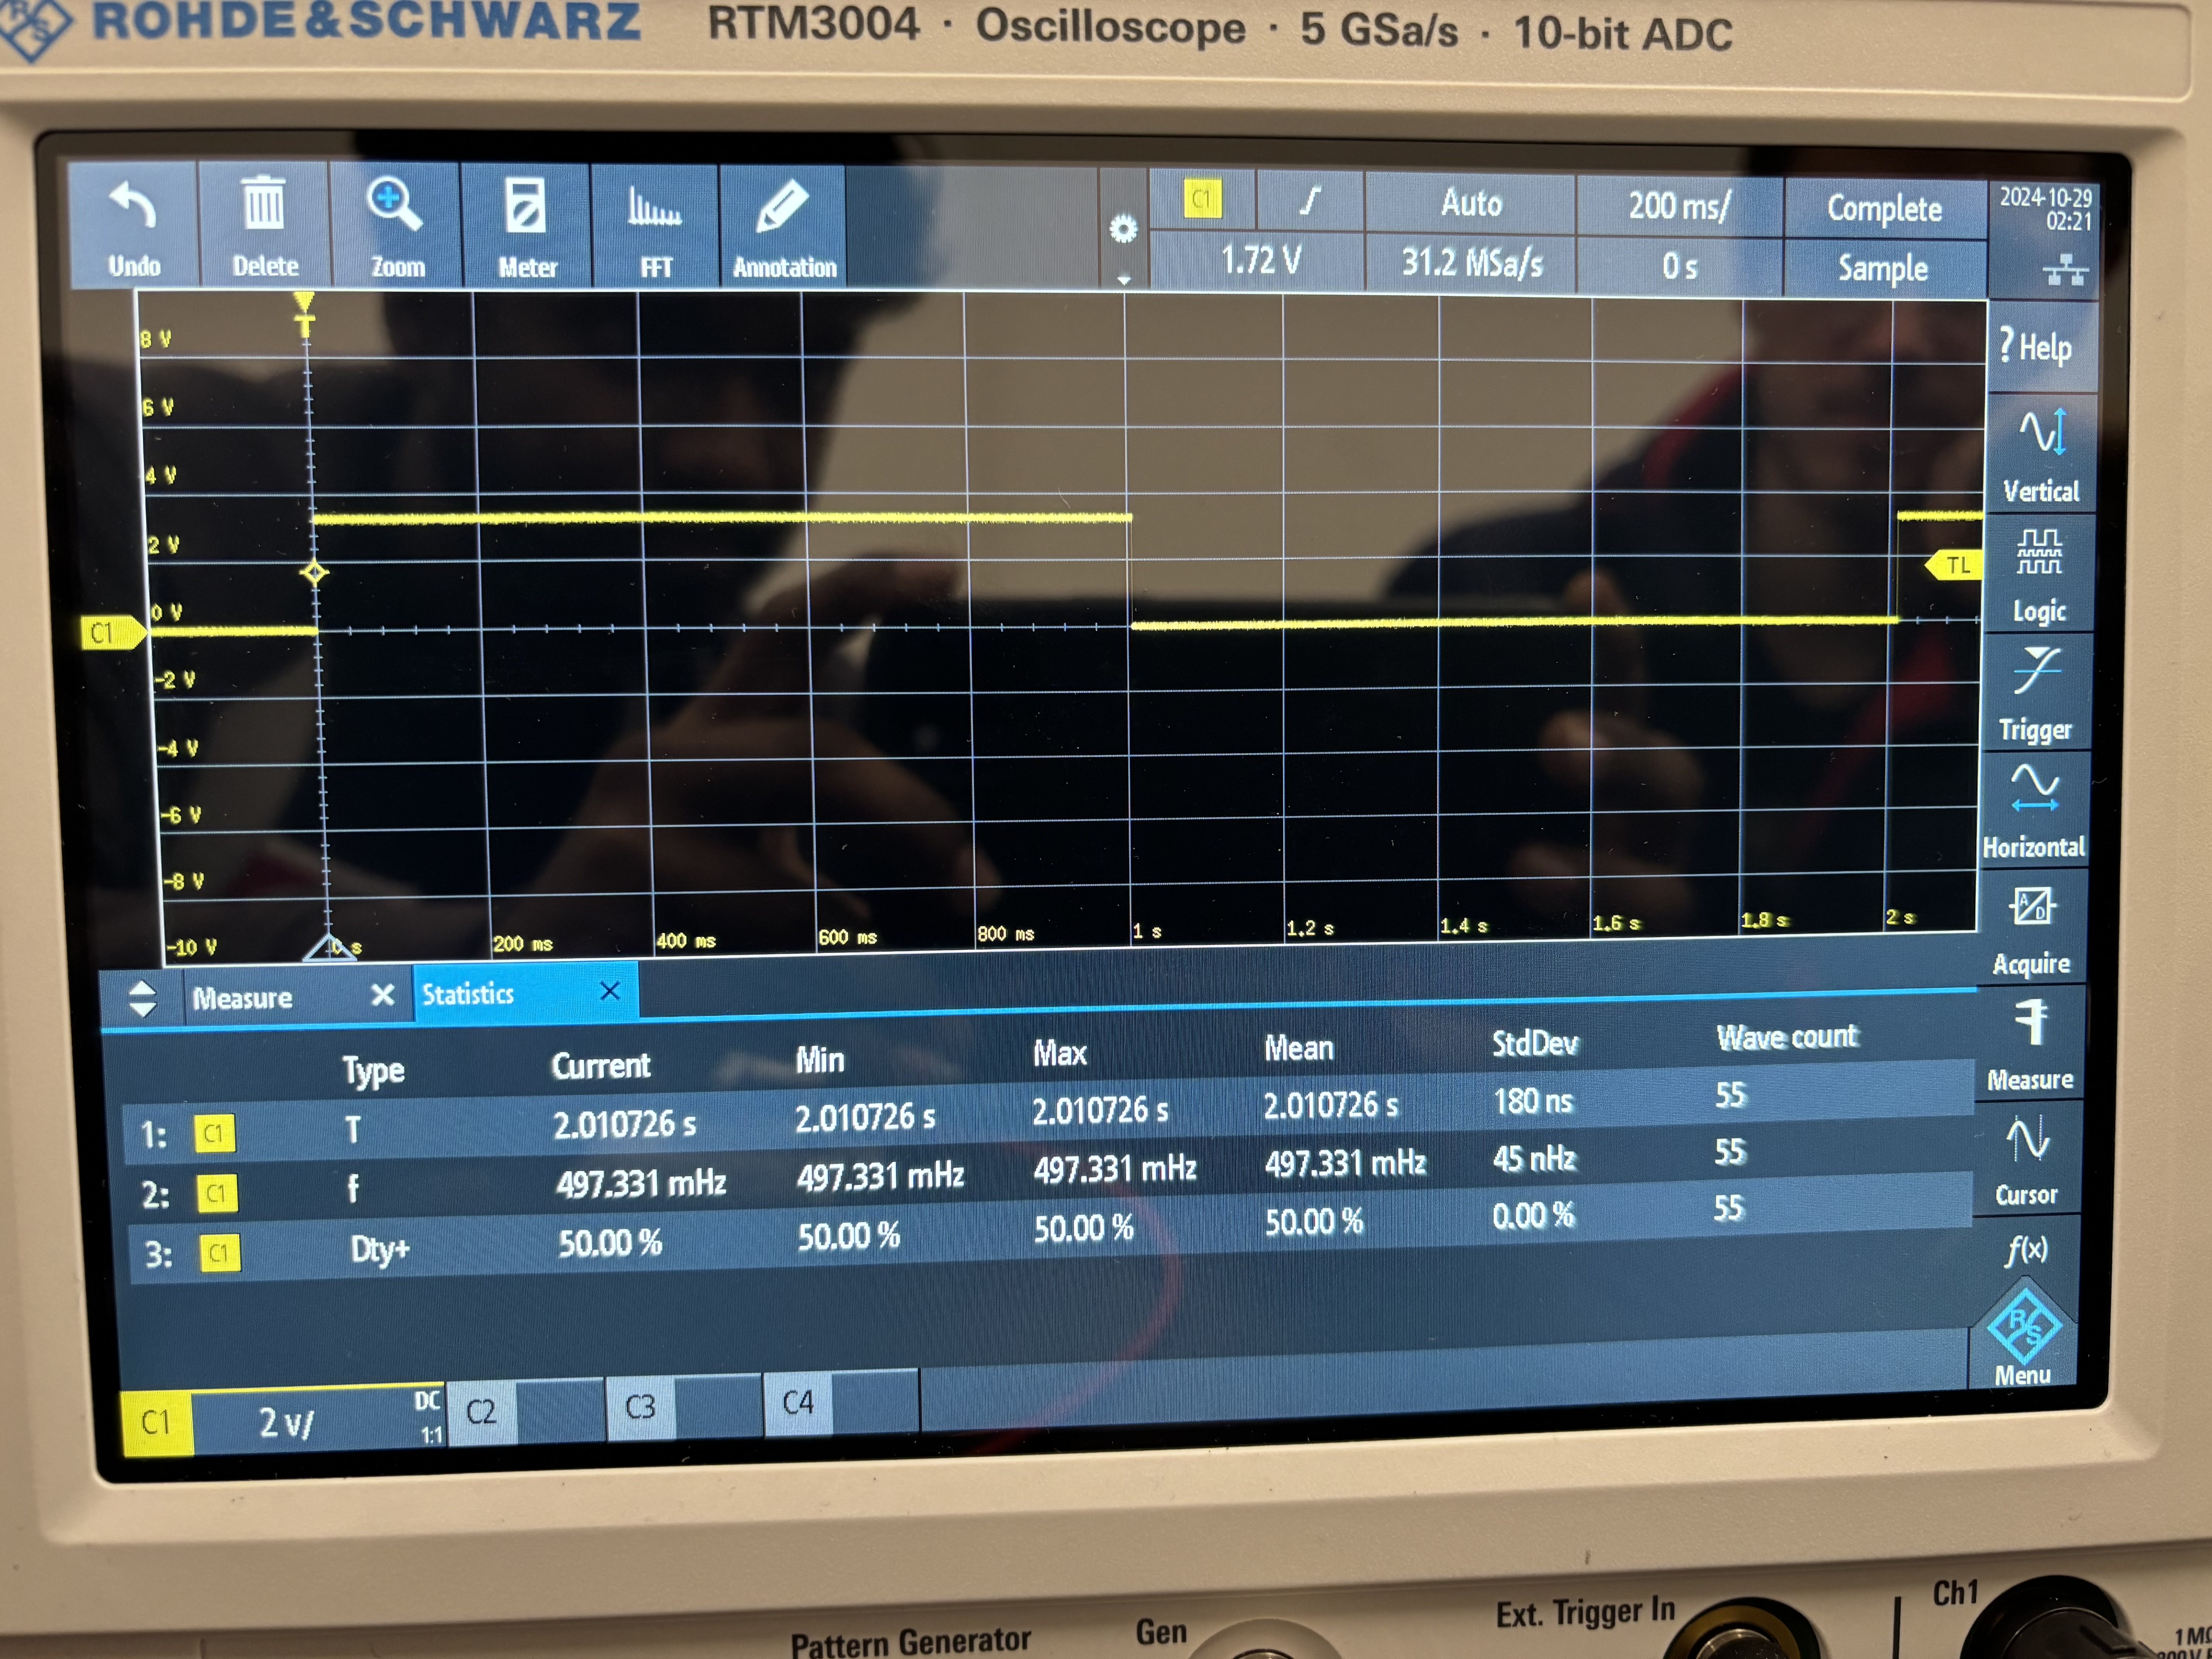 ROHDE&SCHWARZ RTM3004 · Oscilloscope · 5 GSa/s · 10-bit ADC
Undo Delete Zoom Meter FFT Annotation
C1 Auto 200 ms/ Complete
1.72 V 31.2 MSa/s 0 s Sample
2024-10-29
02:21
? Help
Vertical
Logic
Trigger
Horizontal
Acquire
Measure
Cursor
f(x)
Menu
T
8 V
6 V
4 V
2 V
0 V
-2 V
-4 V
-6 V
-8 V
-10 V
C1
TL
0 s 200 ms 400 ms 600 ms 800 ms 1 s 1.2 s 1.4 s 1.6 s 1.8 s 2 s
Measure Statistics
Type Current Min Max Mean StdDev Wave count
1: C1 T 2.010726 s 2.010726 s 2.010726 s 2.010726 s 180 ns 55
2: C1 f 497.331 mHz 497.331 mHz 497.331 mHz 497.331 mHz 45 nHz 55
3: C1 Dty+ 50.00 % 50.00 % 50.00 % 50.00 % 0.00 % 55
C1 2 V/ DC 1:1 C2 C3 C4
Pattern Generator Gen Ext. Trigger In Ch1
1 MΩ